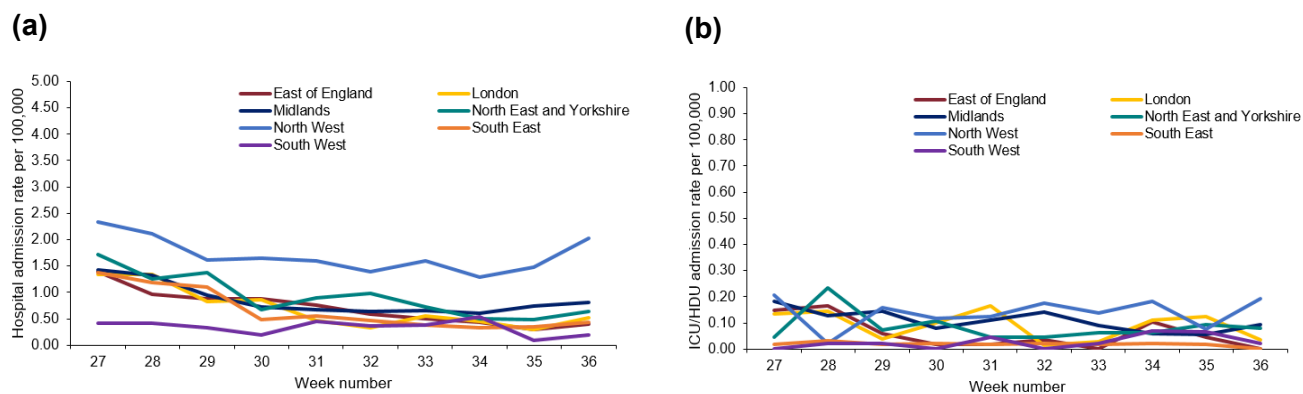 (a)
Hospital admission rate per 100,000
5.00
4.50
4.00
3.50
3.00
2.50
2.00
1.50
1.00
0.50
0.00
East of England
London
Midlands
North East and Yorkshire
North West
South East
South West
27 28 29 30 31 32 33 34 35 36
Week number
(b)
ICU/HDU admission rate per 100,000
1.00
0.90
0.80
0.70
0.60
0.50
0.40
0.30
0.20
0.10
0.00
East of England
London
Midlands
North East and Yorkshire
North West
South East
South West
27 28 29 30 31 32 33 34 35 36
Week number